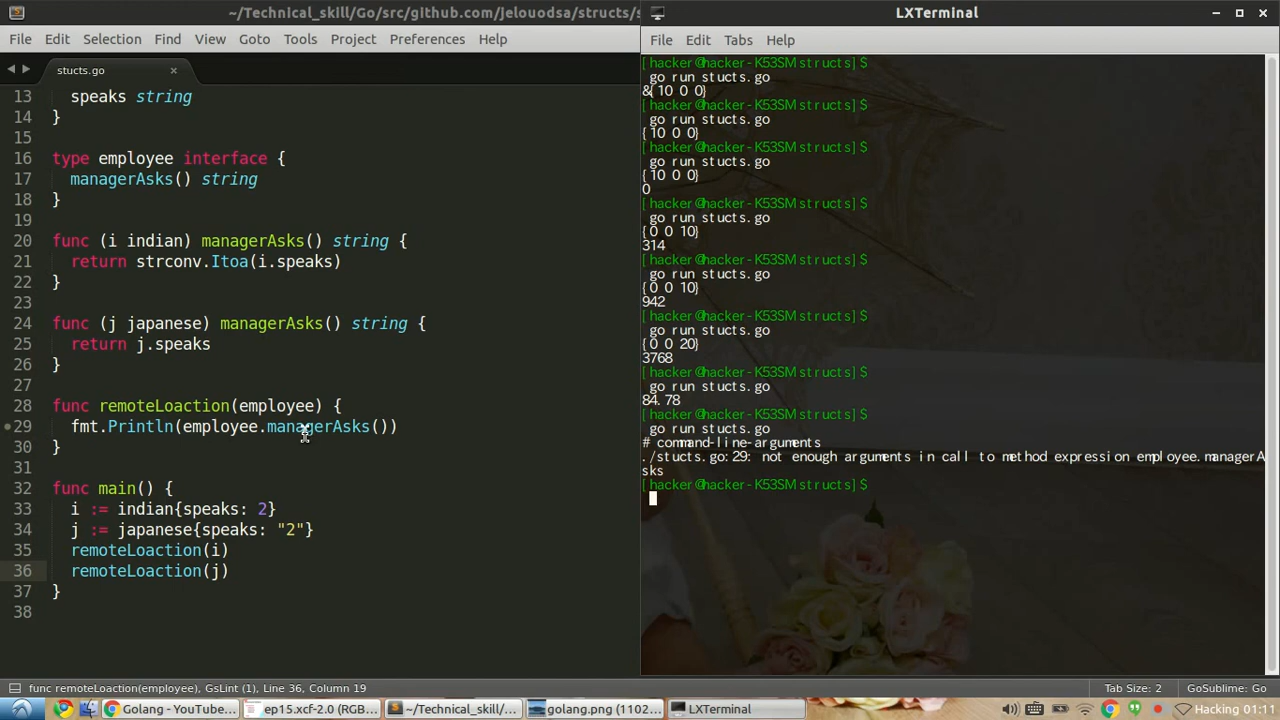 ~/Technical_skill/Go/src/github.com/jelouodsa/structs/s
File Edit Selection Find View Goto Tools Project Preferences Help
stucts.go ×
13 speaks string
14 }
15
16 type employee interface {
17 managerAsks() string
18 }
19
20 func (i indian) managerAsks() string {
21 return strconv.Itoa(i.speaks)
22 }
23
24 func (j japanese) managerAsks() string {
25 return j.speaks
26 }
27
28 func remoteLoaction(employee) {
29 fmt.Println(employee.managerAsks())
30 }
31
32 func main() {
33 i := indian{speaks: 2}
34 j := japanese{speaks: "2"}
35 remoteLoaction(i)
36 remoteLoaction(j)
37 }
38
func remoteLoaction(employee), GsLint (1), Line 36, Column 19
Tab Size: 2 GoSublime: Go
LXTerminal
File Edit Tabs Help
[hacker@hacker-K53SM structs]$
go run stucts.go
&{10 0 0}
[hacker@hacker-K53SM structs]$
go run stucts.go
{10 0 0}
[hacker@hacker-K53SM structs]$
go run stucts.go
{10 0 0}
0
[hacker@hacker-K53SM structs]$
go run stucts.go
{0 0 10}
314
[hacker@hacker-K53SM structs]$
go run stucts.go
{0 0 10}
942
[hacker@hacker-K53SM structs]$
go run stucts.go
{0 0 20}
3768
[hacker@hacker-K53SM structs]$
go run stucts.go
84.78
[hacker@hacker-K53SM structs]$
go run stucts.go
# command-line-arguments
./stucts.go:29: not enough arguments in call to method expression employee.managerA
sks
[hacker@hacker-K53SM structs]$
Golang - YouTube... ep15.xcf-2.0 (RGB... ~/Technical_skill/... golang.png (1102... LXTerminal Hacking 01:11